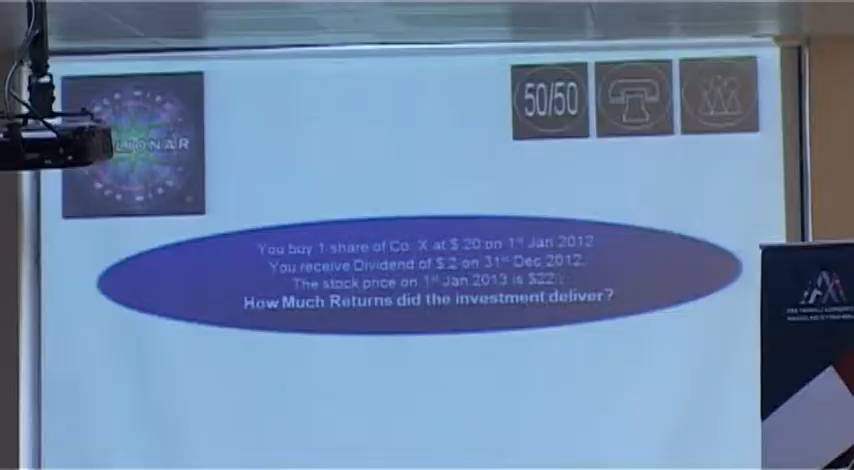 LIONAR
50/50
You buy 1 share of Co. X at $ 20 on 1st Jan 2012
You receive Dividend of $ 2 on 31st Dec 2012.
The stock price on 1st Jan 2013 is $22.
How Much Returns did the investment deliver?